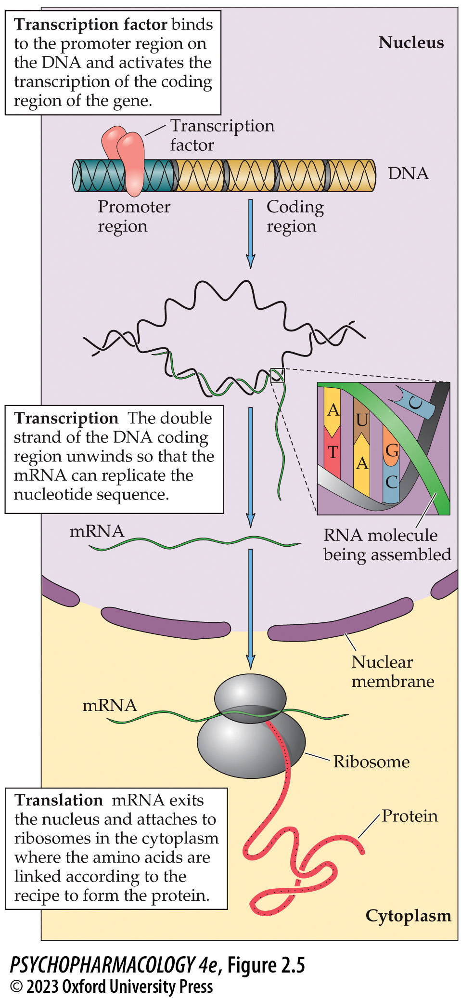 Transcription factor binds
to the promoter region on
the DNA and activates the
transcription of the coding
region of the gene.
Nucleus
Transcription
factor
DNA
Promoter
region
Coding
region
Transcription The double
strand of the DNA coding
region unwinds so that the
mRNA can replicate the
nucleotide sequence.
A
U
C
T
A
G
C
RNA molecule
being assembled
mRNA
Nuclear
membrane
mRNA
Ribosome
Translation mRNA exits
the nucleus and attaches to
ribosomes in the cytoplasm
where the amino acids are
linked according to the
recipe to form the protein.
Protein
Cytoplasm
PSYCHOPHARMACOLOGY 4e, Figure 2.5
© 2023 Oxford University Press